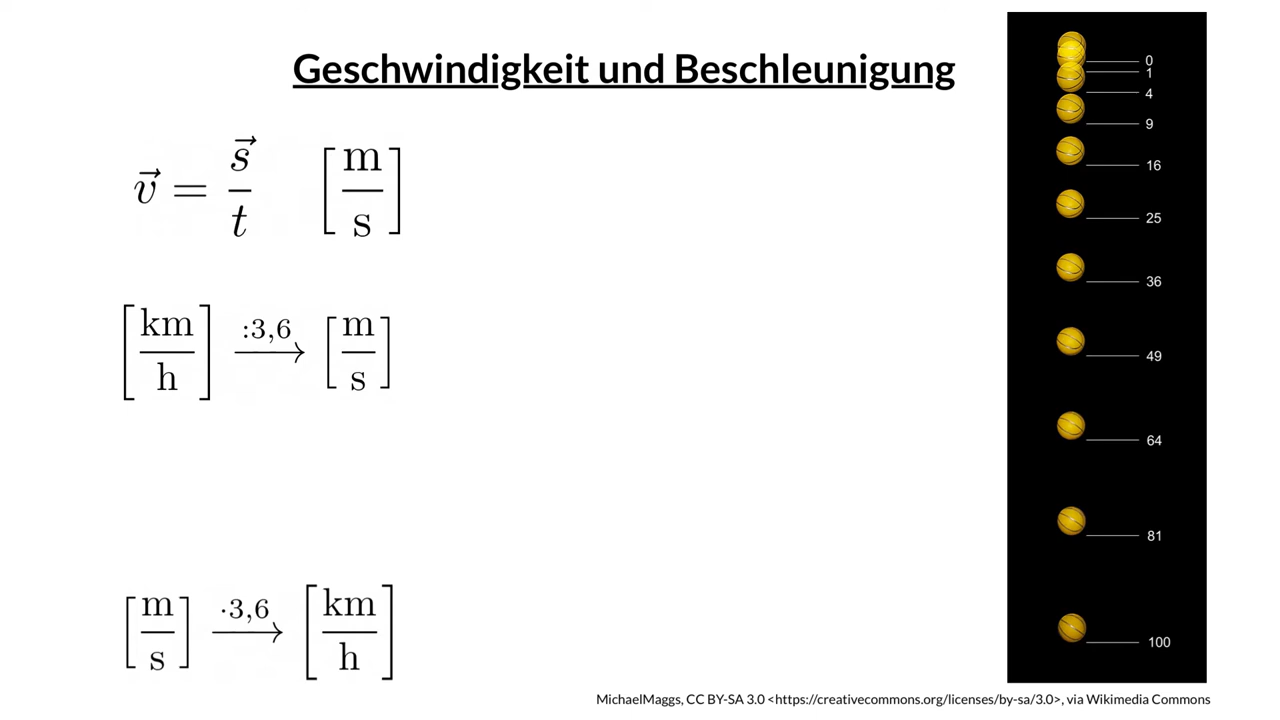 Geschwindigkeit und Beschleunigung
v⃗ = s⃗/t [m/s]
[km/h] :3,6 → [m/s]
[m/s] ·3,6 → [km/h]
0
1
4
9
16
25
36
49
64
81
100
MichaelMaggs, CC BY-SA 3.0 <https://creativecommons.org/licenses/by-sa/3.0>, via Wikimedia Commons